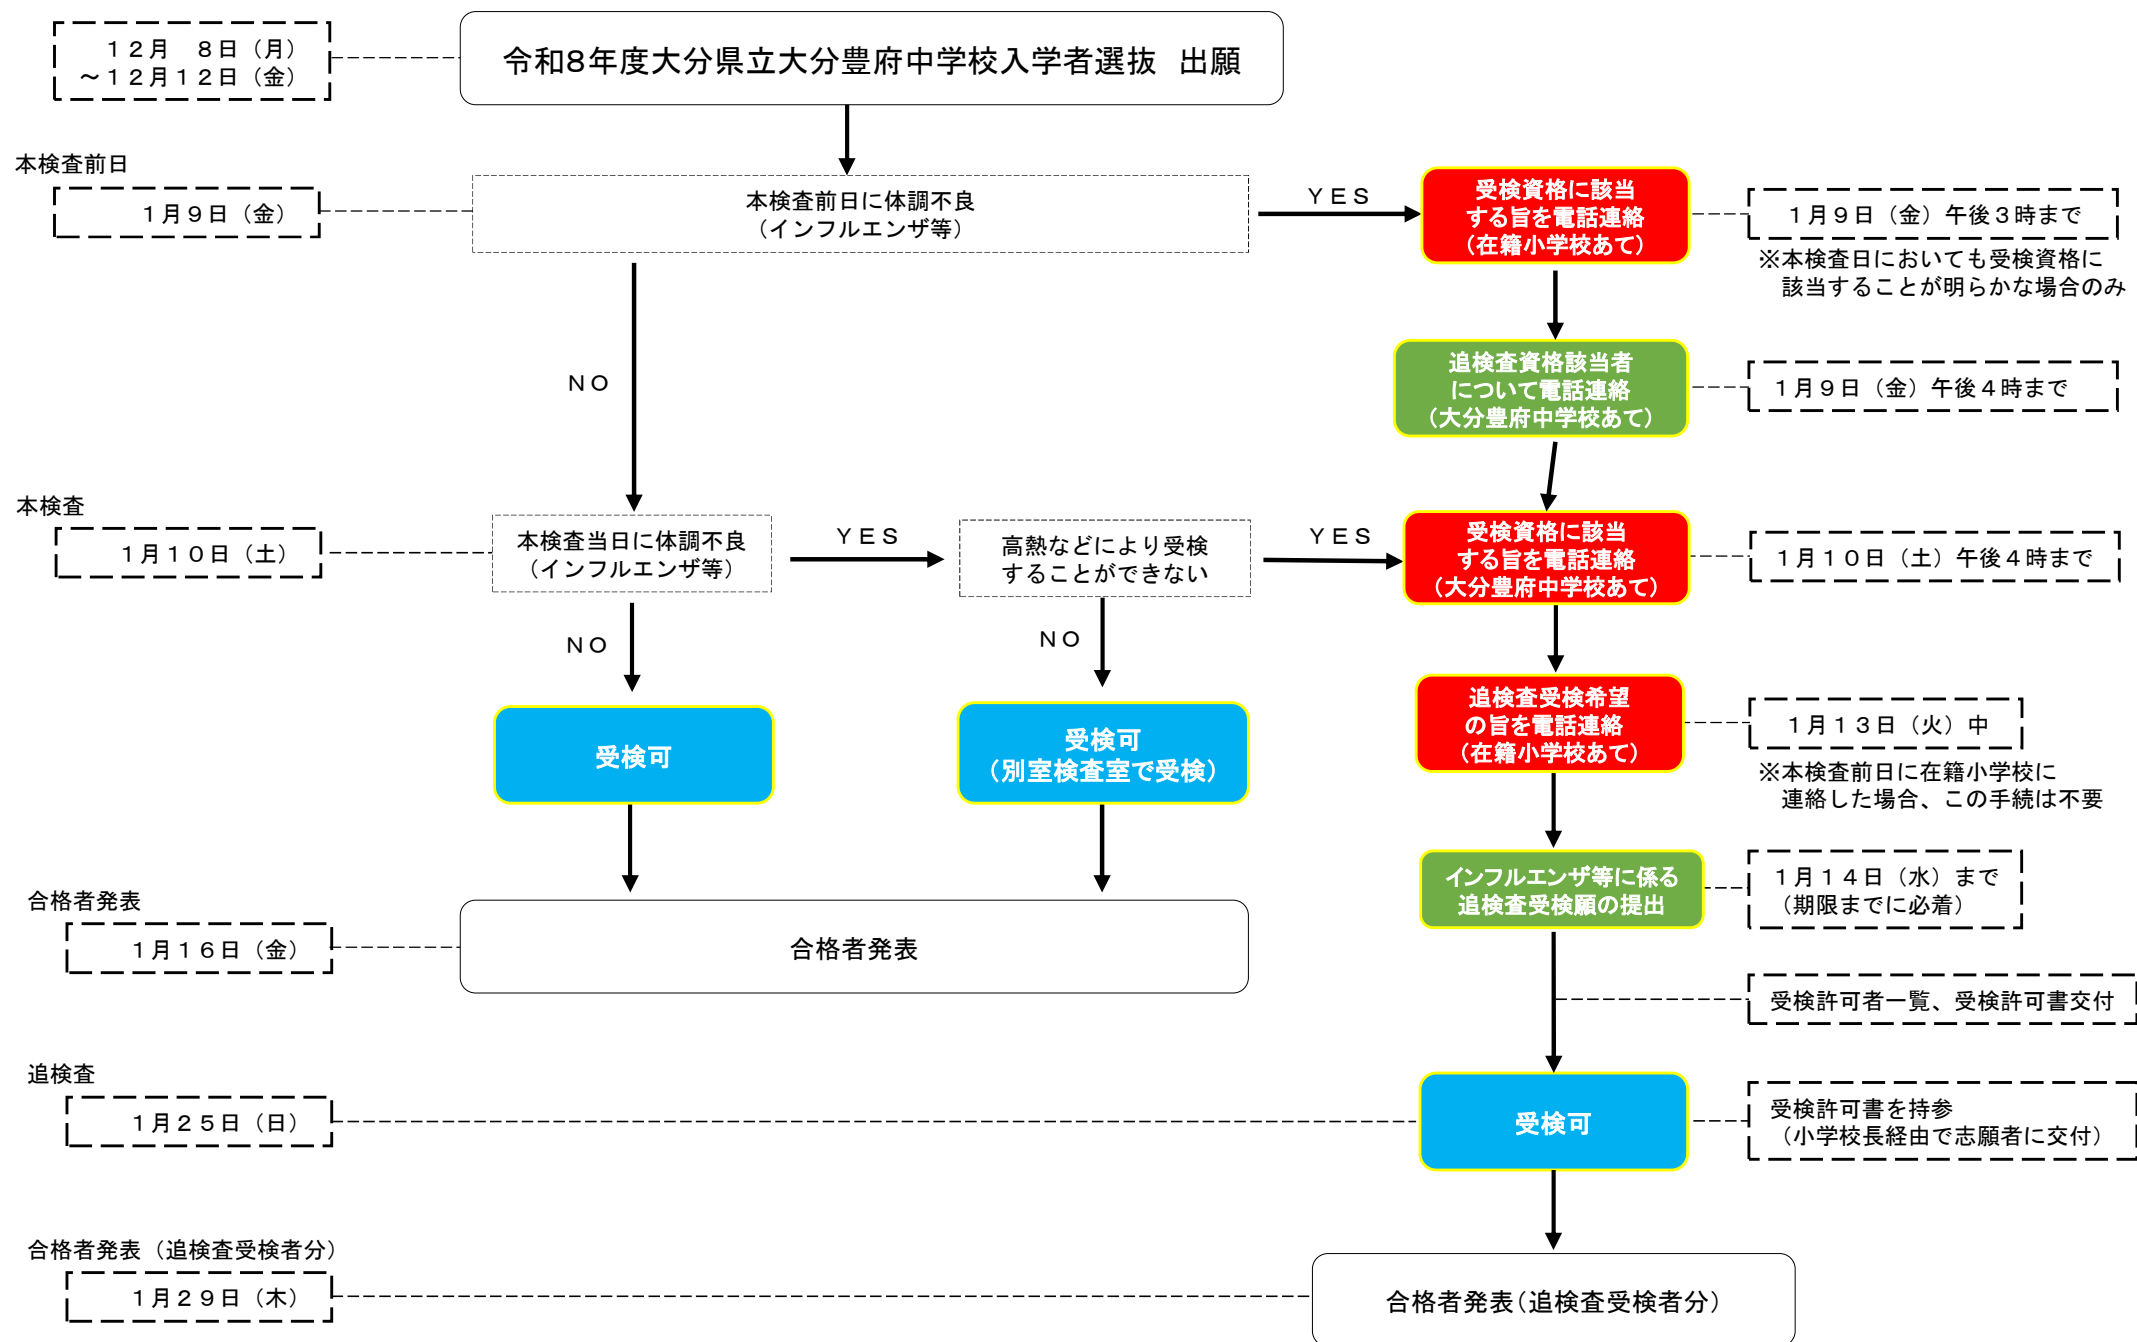 １２月　８日（月）
～１２月１２日（金）
令和8年度大分県立大分豊府中学校入学者選抜　出願
本検査前日
１月９日（金）
本検査前日に体調不良
（インフルエンザ等）
ＹＥＳ
受検資格に該当
する旨を電話連絡
（在籍小学校あて）
１月９日（金）午後３時まで
※本検査日においても受検資格に
該当することが明らかな場合のみ
ＮＯ
追検査資格該当者
について電話連絡
（大分豊府中学校あて）
１月９日（金）午後４時まで
本検査
１月１０日（土）
本検査当日に体調不良
（インフルエンザ等）
ＹＥＳ
高熱などにより受検
することができない
ＹＥＳ
受検資格に該当
する旨を電話連絡
（大分豊府中学校あて）
１月１０日（土）午後４時まで
ＮＯ
ＮＯ
受検可
受検可
（別室検査室で受検）
追検査受検希望
の旨を電話連絡
（在籍小学校あて）
１月１３日（火）中
※本検査前日に在籍小学校に
連絡した場合、この手続は不要
インフルエンザ等に係る
追検査受検願の提出
１月１４日（水）まで
（期限までに必着）
合格者発表
１月１６日（金）
合格者発表
受検許可者一覧、受検許可書交付
追検査
１月２５日（日）
受検可
受検許可書を持参
（小学校長経由で志願者に交付）
合格者発表（追検査受検者分）
１月２９日（木）
合格者発表（追検査受検者分）